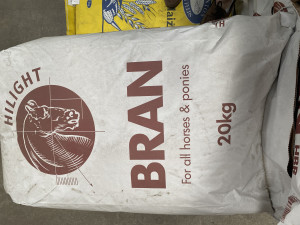 HILIGHT
BRAN
For all horses & ponies
20kg